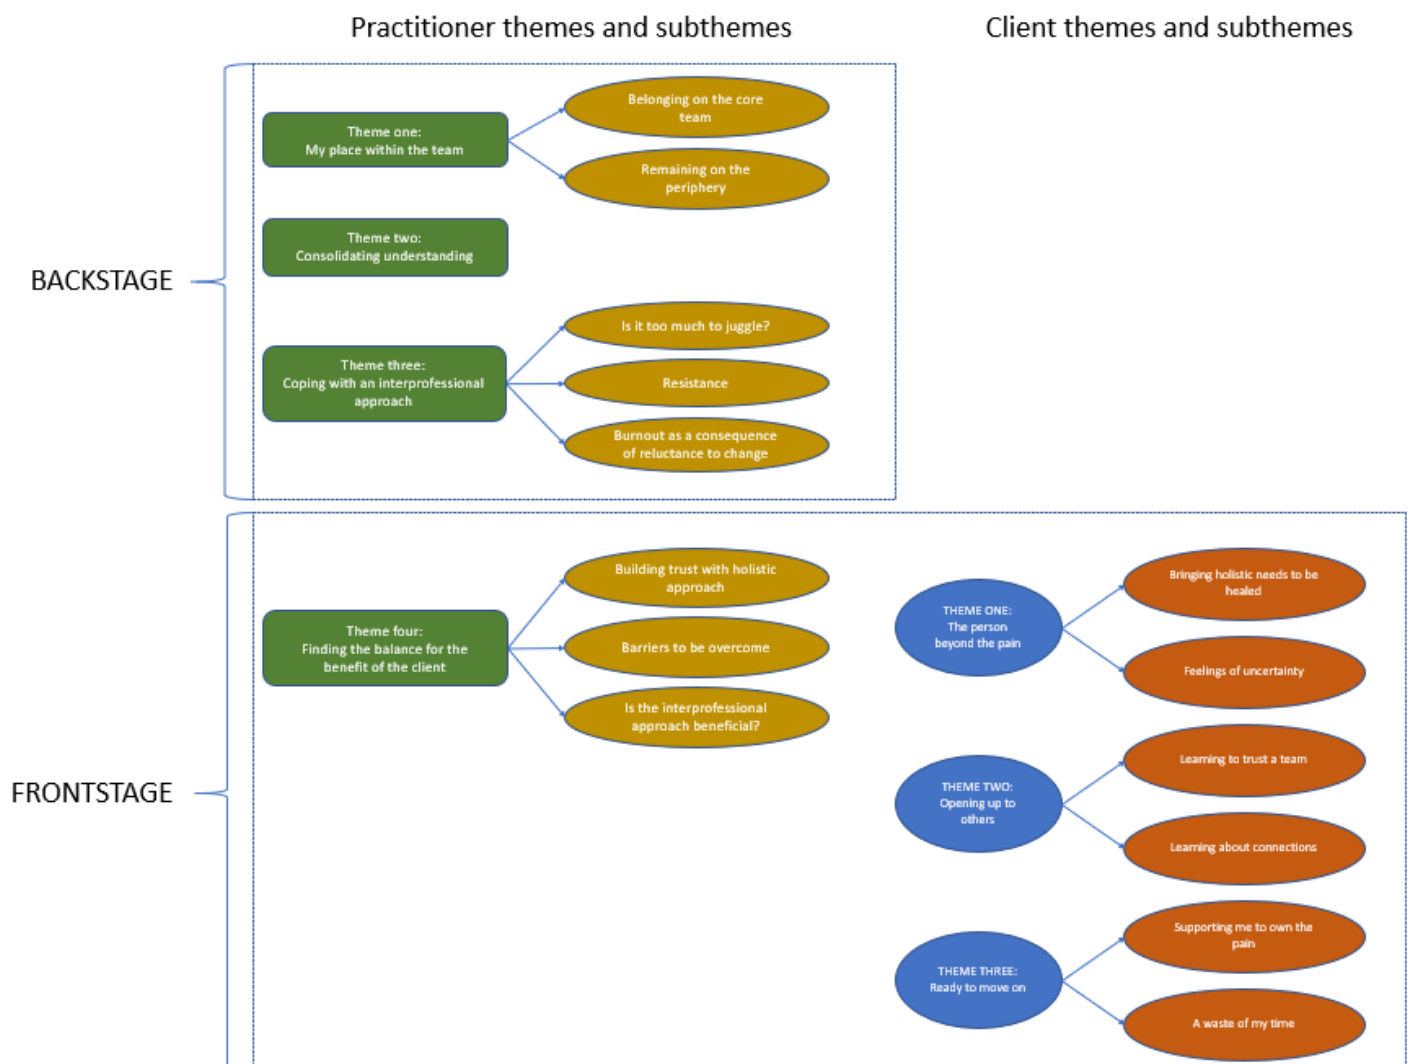 Practitioner themes and subthemes
Client themes and subthemes
BACKSTAGE
Theme one:
My place within the team
Belonging on the core
team
Remaining on the
periphery
Theme two:
Consolidating understanding
Theme three:
Coping with an interprofessional
approach
Is it too much to juggle?
Resistance
Burnout as a consequence
of reluctance to change
FRONTSTAGE
Theme four:
Finding the balance for the
benefit of the client
Building trust with holistic
approach
Barriers to be overcome
Is the interprofessional
approach beneficial?
THEME ONE:
The person
beyond the pain
Bringing holistic needs to be
healed
Feelings of uncertainty
THEME TWO:
Opening up to
others
Learning to trust a team
Learning about connections
THEME THREE:
Ready to move on
Supporting me to own the
pain
A waste of my time